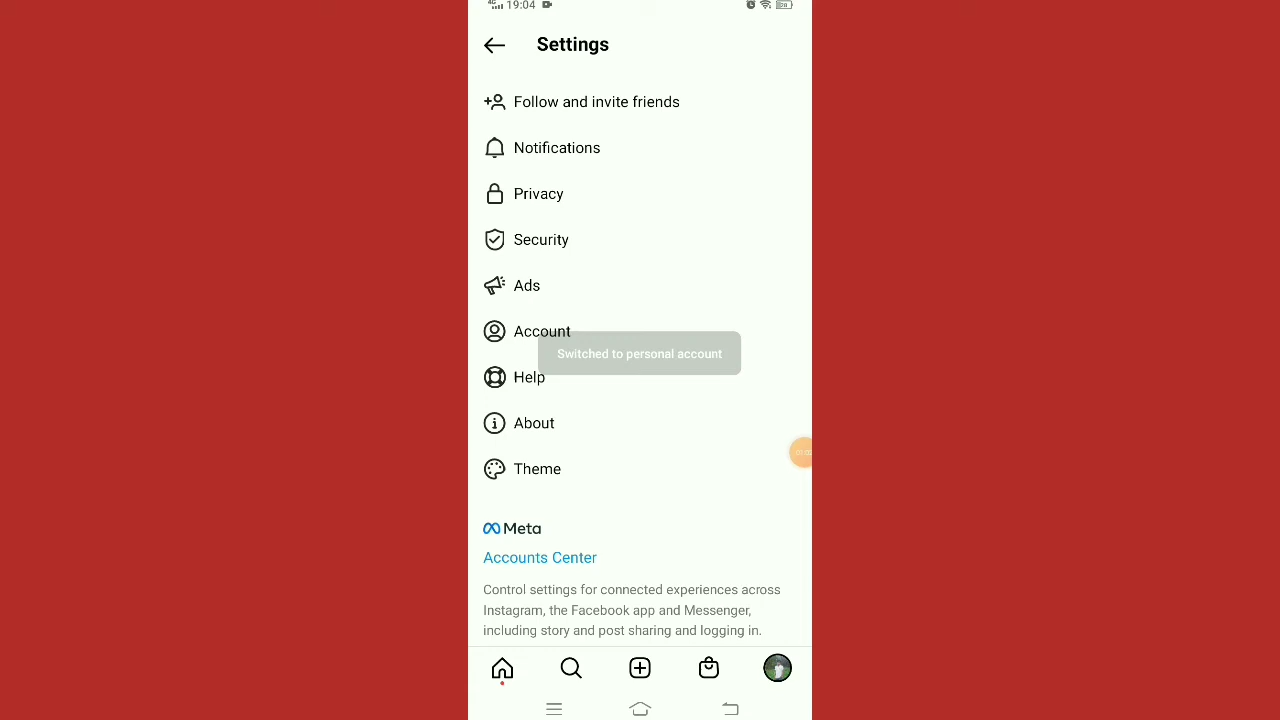 4G 19:04
Settings
Follow and invite friends
Notifications
Privacy
Security
Ads
Account
Switched to personal account
Help
About
Theme
Meta
Accounts Center
Control settings for connected experiences across
Instagram, the Facebook app and Messenger,
including story and post sharing and logging in.